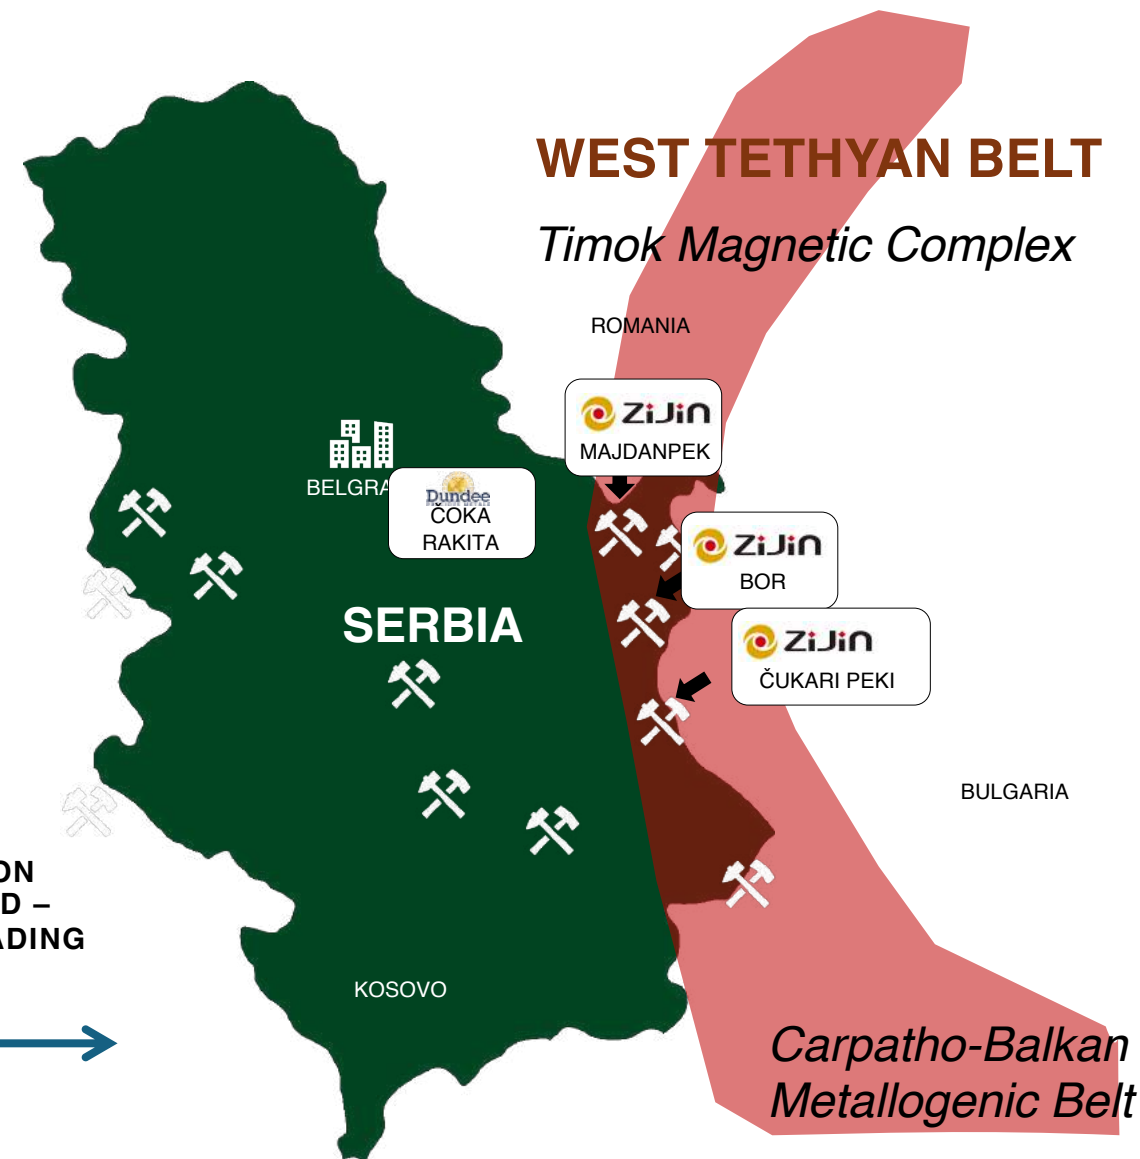 WEST TETHYAN BELT
Timok Magnetic Complex
ROMANIA
ZiJin
MAJDANPEK
BELGRA
Dundee
ČOKA
RAKITA
ZiJin
BOR
SERBIA
ZiJin
ČUKARI PEKI
BULGARIA
ON
D –
ADING
KOSOVO
Carpatho-Balkan
Metallogenic Belt